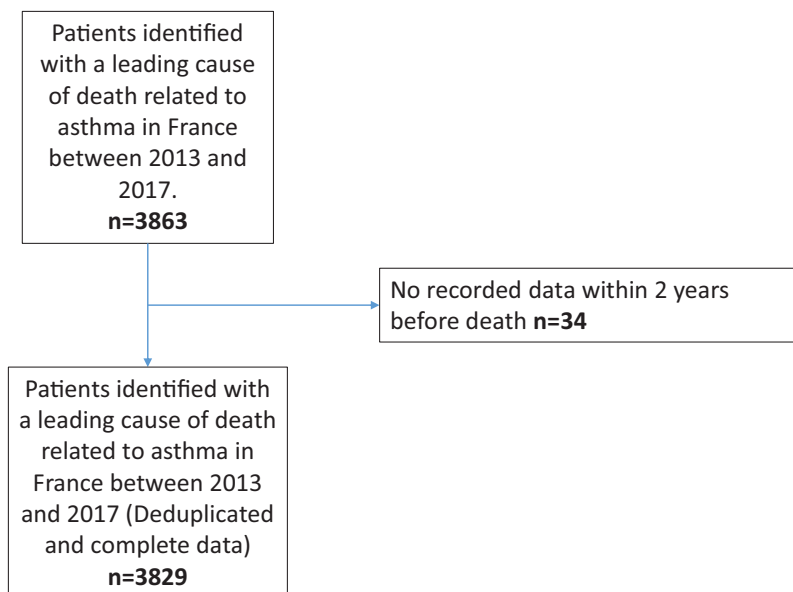 Patients identified
with a leading cause
of death related to
asthma in France
between 2013 and
2017.
n=3863
No recorded data within 2 years
before death n=34
Patients identified with
a leading cause of death
related to asthma in
France between 2013
and 2017 (Deduplicated
and complete data)
n=3829